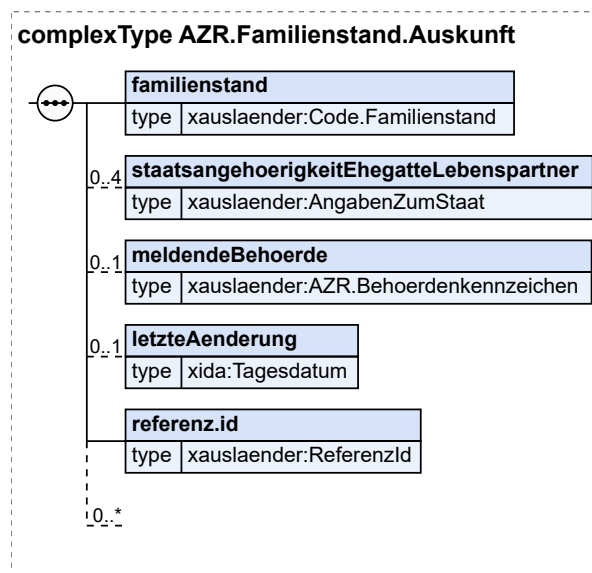 complexType AZR.Familienstand.Auskunft
familienstand
type xauslaender:Code.Familienstand
0..4 staatsangehoerigkeitEhegatteLebenspartner
type xauslaender:AngabenZumStaat
0..1 meldendeBehoerde
type xauslaender:AZR.Behoerdenkennzeichen
0..1 letzteAenderung
type xida:Tagesdatum
referenz.id
type xauslaender:ReferenzId
0..*